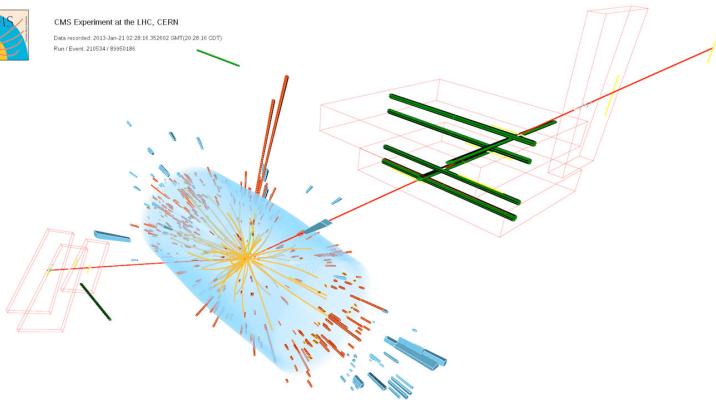 CMS Experiment at the LHC, CERN
Data recorded: 2013-Jan-21 02:28:16.352602 GMT(20:28:16 CDT)
Run / Event: 210534 / 89950186